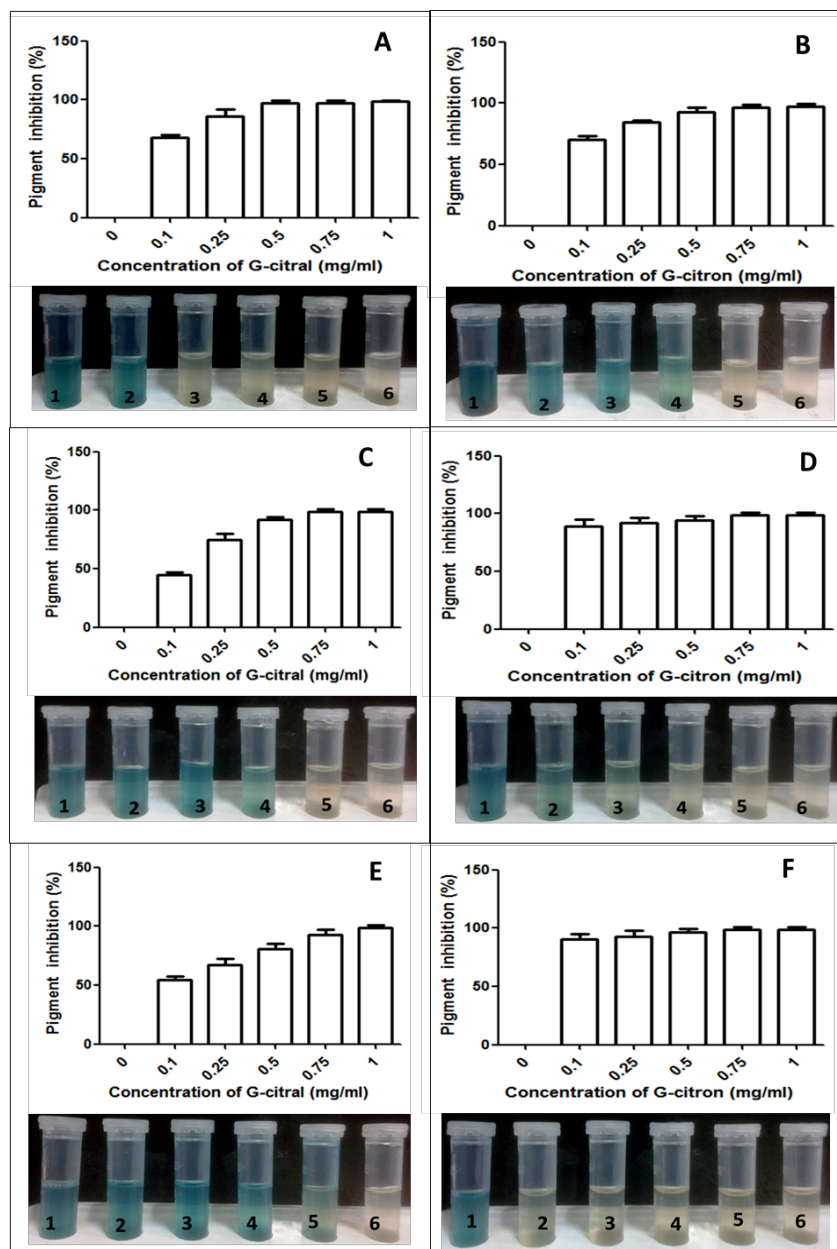 A
Pigment inhibition (%)
150
100
50
0
0 0.1 0.25 0.5 0.75 1
Concentration of G-citral (mg/ml)
1 2 3 4 5 6
B
Pigment inhibition (%)
150
100
50
0
0 0.1 0.25 0.5 0.75 1
Concentration of G-citron (mg/ml)
1 2 3 4 5 6
C
Pigment inhibition (%)
150
100
50
0
0 0.1 0.25 0.5 0.75 1
Concentration of G-citral (mg/ml)
1 2 3 4 5 6
D
Pigment inhibition (%)
150
100
50
0
0 0.1 0.25 0.5 0.75 1
Concentration of G-citron (mg/ml)
1 2 3 4 5 6
E
Pigment inhibition (%)
150
100
50
0
0 0.1 0.25 0.5 0.75 1
Concentration of G-citral (mg/ml)
1 2 3 4 5 6
F
Pigment inhibition (%)
150
100
50
0
0 0.1 0.25 0.5 0.75 1
Concentration of G-citron (mg/ml)
1 2 3 4 5 6